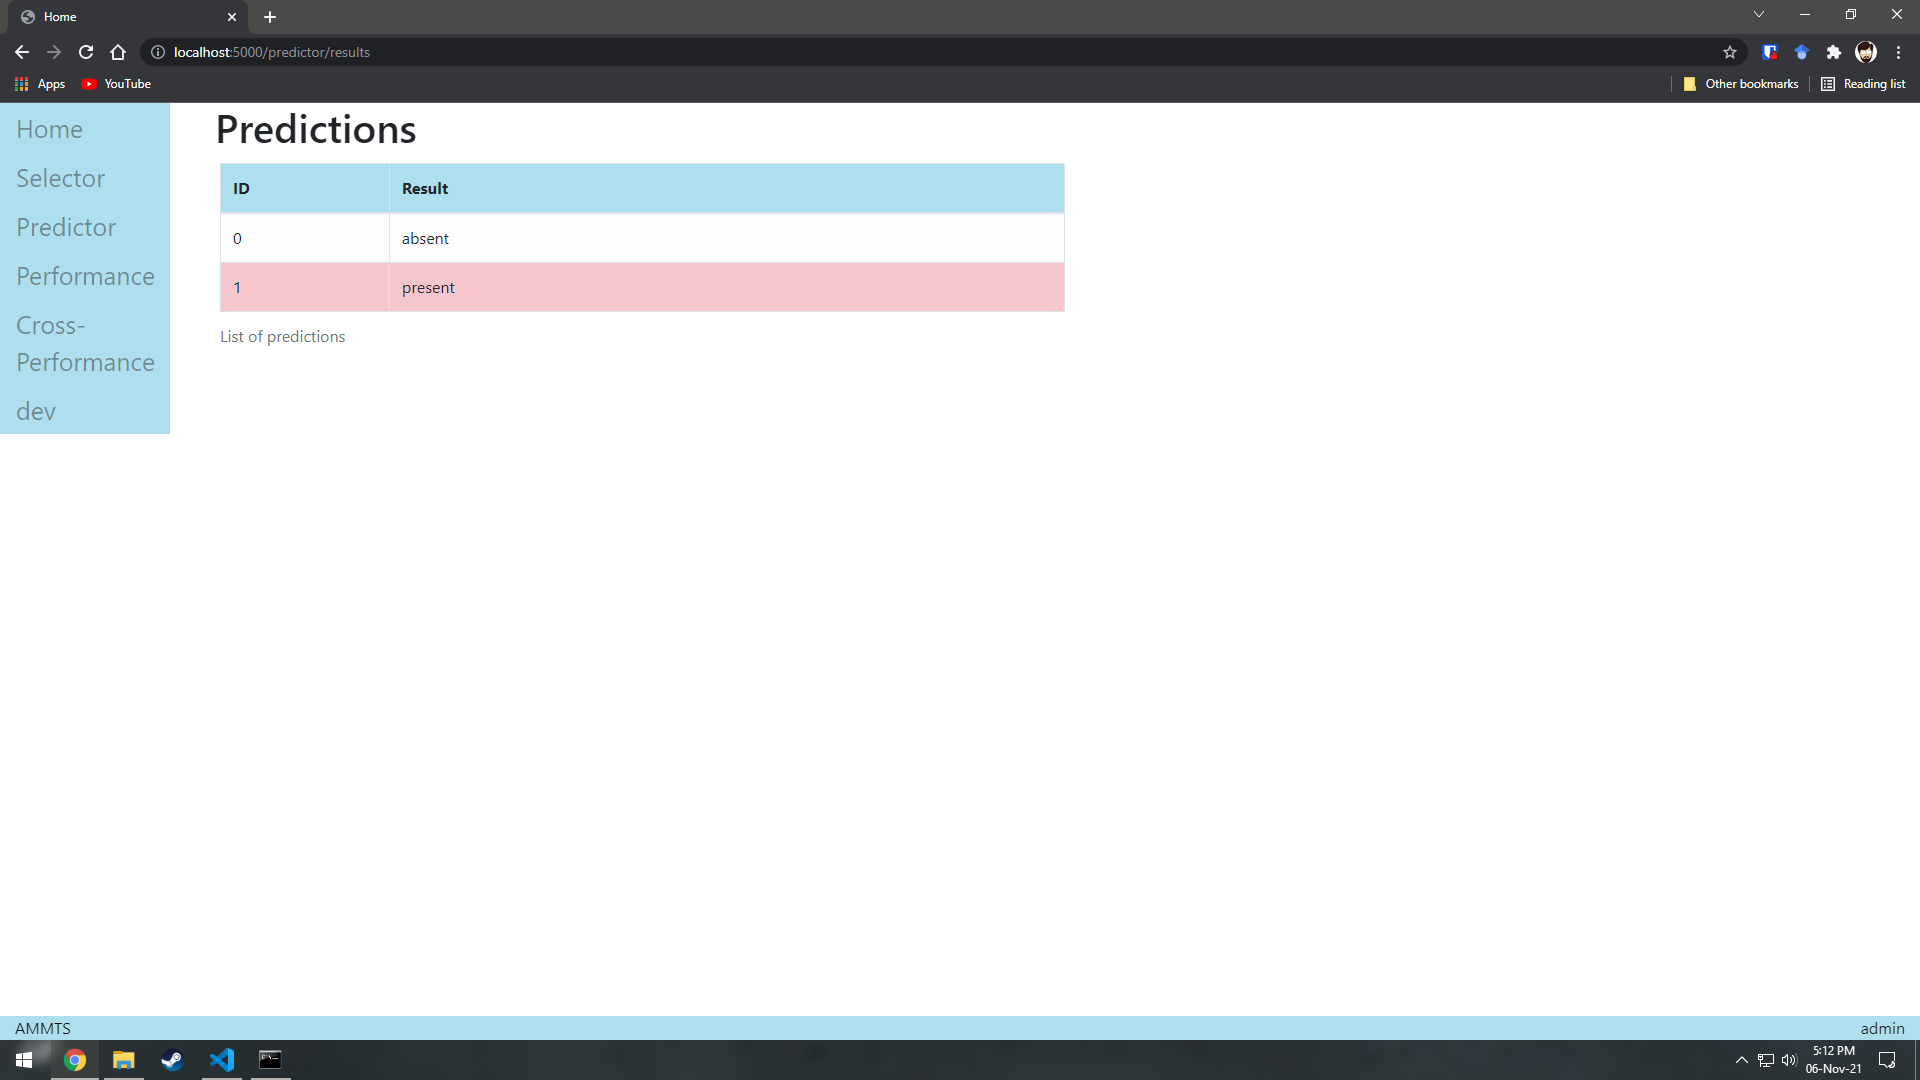 Home
localhost:5000/predictor/results
Apps
YouTube
Other bookmarks
Reading list
Home
Selector
Predictor
Performance
Cross-
Performance
dev
Predictions
ID Result
0 absent
1 present
List of predictions
AMMTS
admin
5:12 PM
06-Nov-21